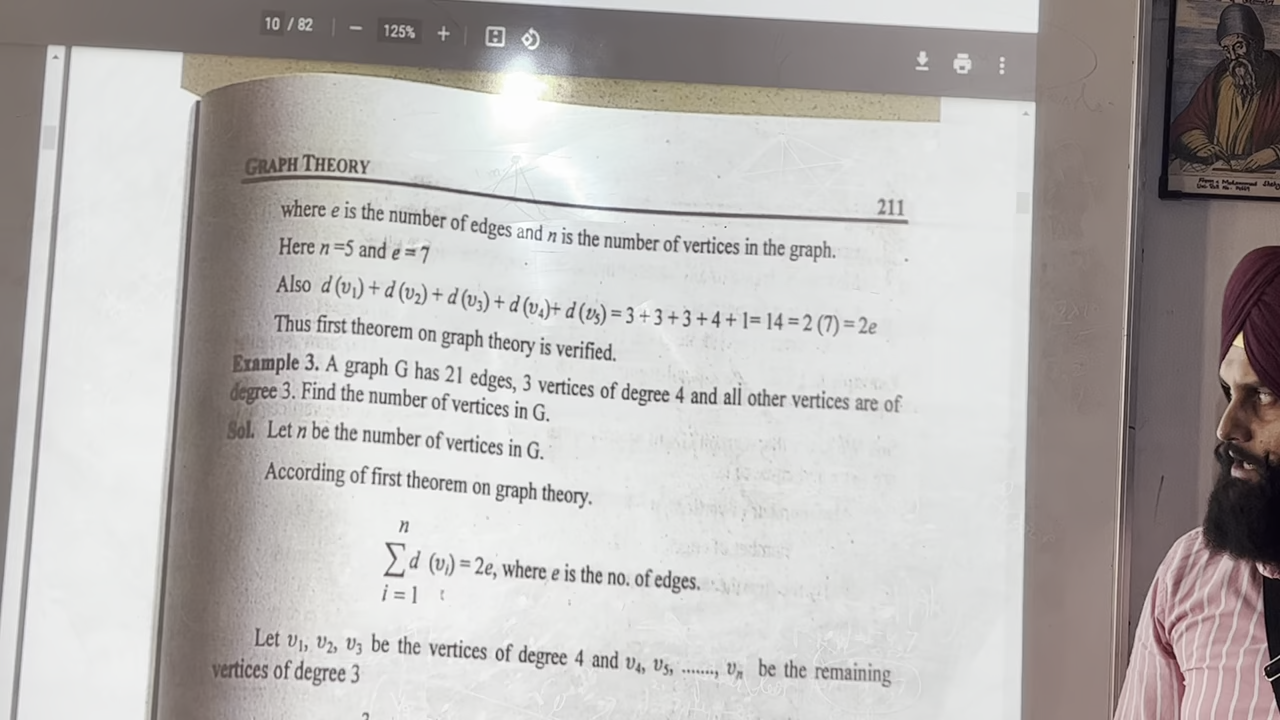 10 / 82 — 125% +
GRAPH THEORY
211
where e is the number of edges and n is the number of vertices in the graph.
Here n =5 and e = 7
Also d (v₁) + d (v₂) + d (v₃) + d (v₄)+ d (v₅) = 3 + 3 + 3 + 4 + 1= 14 = 2 (7) = 2e
Thus first theorem on graph theory is verified.
Example 3. A graph G has 21 edges, 3 vertices of degree 4 and all other vertices are of
degree 3. Find the number of vertices in G.
Sol. Let n be the number of vertices in G.
According of first theorem on graph theory.
n
∑d (vᵢ) = 2e, where e is the no. of edges.
i = 1
Let v₁, v₂, v₃ be the vertices of degree 4 and v₄, v₅, ......., vₙ be the remaining
vertices of degree 3